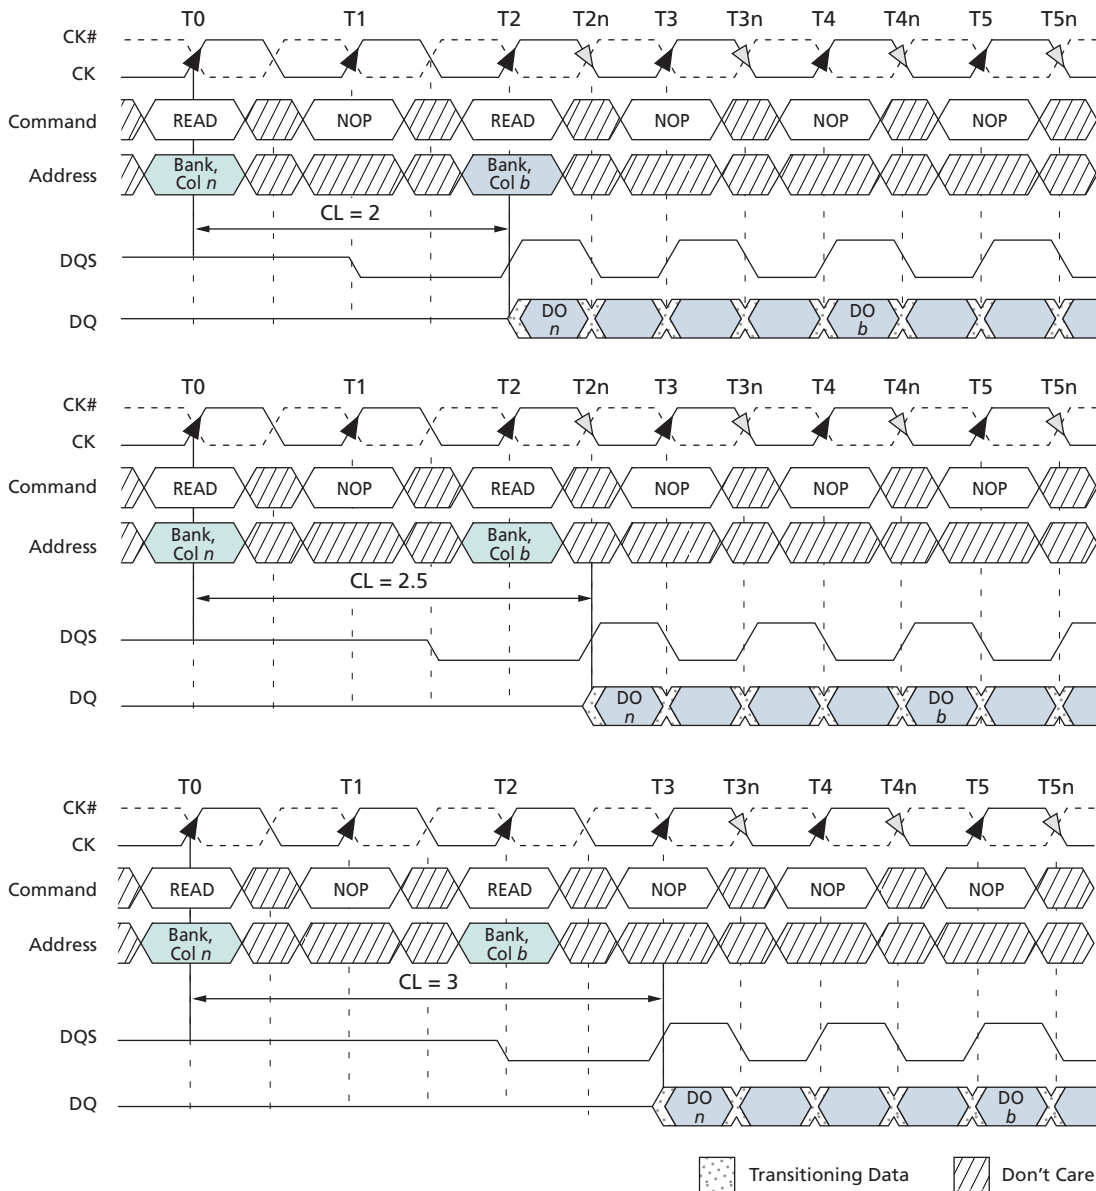 T0 T1 T2 T2n T3 T3n T4 T4n T5 T5n
CK#
CK
Command READ NOP READ NOP NOP NOP
Address Bank, Col n Bank, Col b
CL = 2
DQS
DQ DO n DO b
T0 T1 T2 T2n T3 T3n T4 T4n T5 T5n
CK#
CK
Command READ NOP READ NOP NOP NOP
Address Bank, Col n Bank, Col b
CL = 2.5
DQS
DQ DO n DO b
T0 T1 T2 T3 T3n T4 T4n T5 T5n
CK#
CK
Command READ NOP READ NOP NOP NOP
Address Bank, Col n Bank, Col b
CL = 3
DQS
DQ DO n DO b
Transitioning Data Don't Care